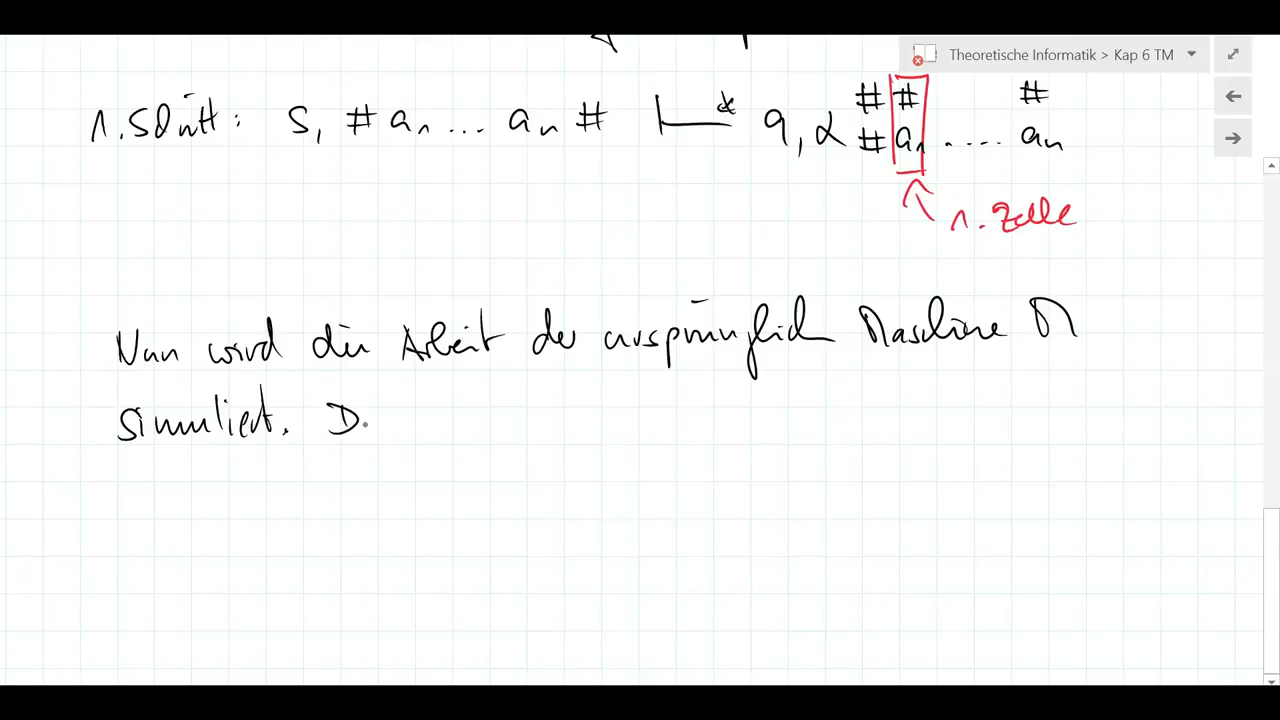 Theoretische Informatik > Kap 6 TM
# # #
1. Schritt: s, # a₁ ... aₙ # ⊢* q, α # a₁ .... aₙ
1. Zelle
Nun wird die Arbeit der ursprünglich Maschine M
simuliert. D